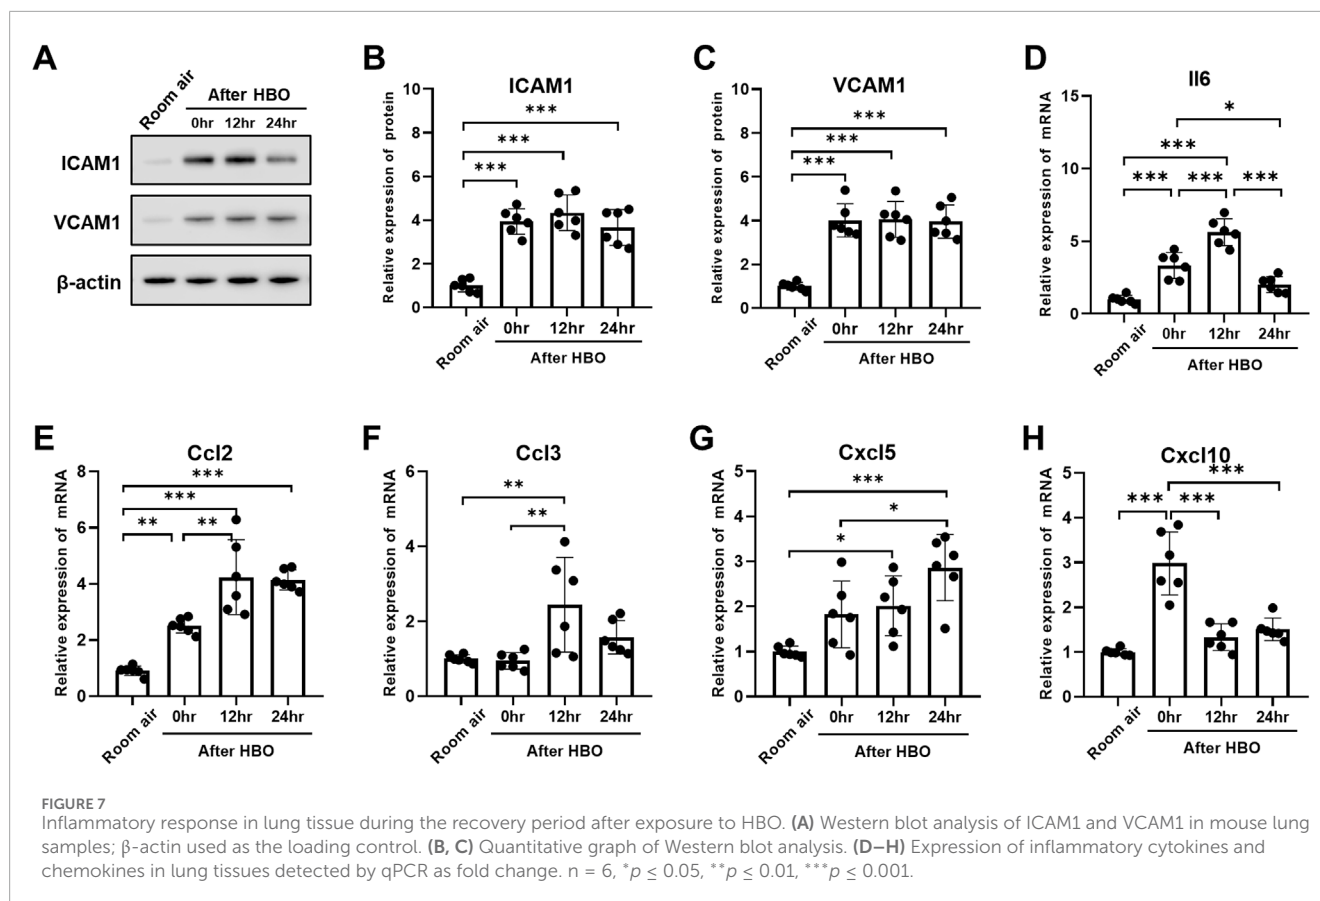 A
Room air
After HBO
0hr 12hr 24hr
ICAM1
VCAM1
β-actin
B
ICAM1
Relative expression of protein
10
8
6
4
2
0
***
***
***
Room air
0hr 12hr 24hr
After HBO
C
VCAM1
Relative expression of protein
10
8
6
4
2
0
***
***
***
Room air
0hr 12hr 24hr
After HBO
D
Il6
Relative expression of mRNA
15
10
5
0
*
***
*** *** ***
Room air
0hr 12hr 24hr
After HBO
E
Ccl2
Relative expression of mRNA
8
6
4
2
0
***
***
** **
Room air
0hr 12hr 24hr
After HBO
F
Ccl3
Relative expression of mRNA
6
4
2
0
**
**
Room air
0hr 12hr 24hr
After HBO
G
Cxcl5
Relative expression of mRNA
5
4
3
2
1
0
***
*
*
Room air
0hr 12hr 24hr
After HBO
H
Cxcl10
Relative expression of mRNA
5
4
3
2
1
0
***
*** ***
Room air
0hr 12hr 24hr
After HBO
FIGURE 7
Inflammatory response in lung tissue during the recovery period after exposure to HBO. (A) Western blot analysis of ICAM1 and VCAM1 in mouse lung
samples; β-actin used as the loading control. (B, C) Quantitative graph of Western blot analysis. (D–H) Expression of inflammatory cytokines and
chemokines in lung tissues detected by qPCR as fold change. n = 6, *p ≤ 0.05, **p ≤ 0.01, ***p ≤ 0.001.